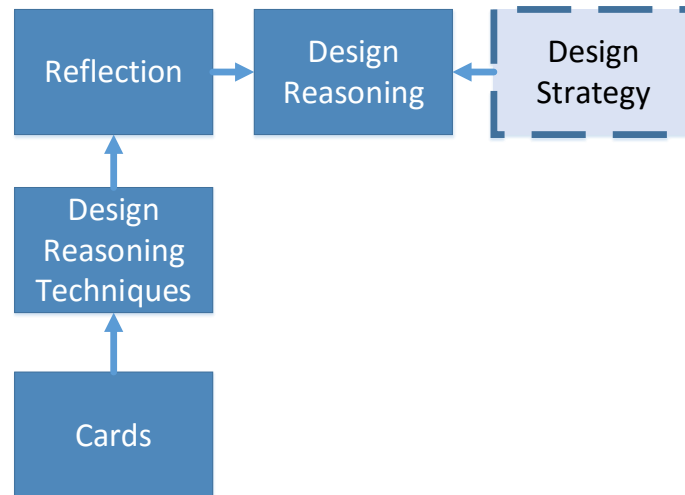 Reflection
Design
Reasoning
Design
Strategy
Design
Reasoning
Techniques
Cards